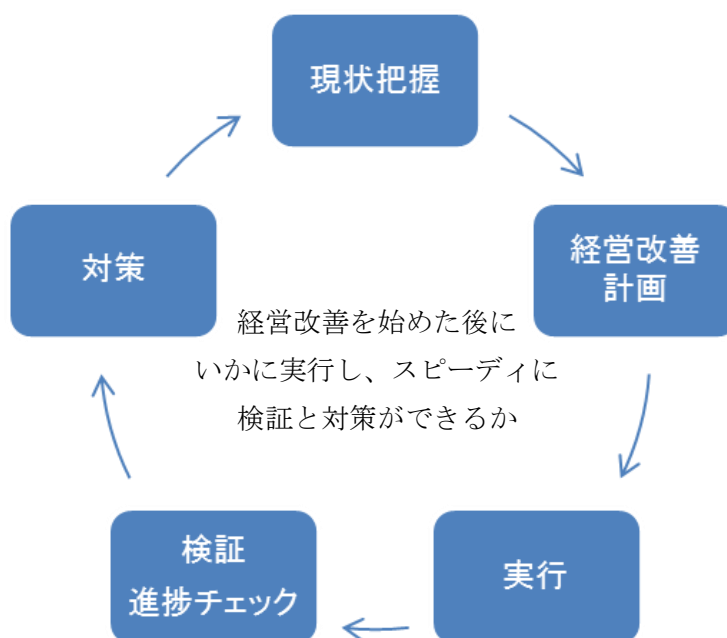 現状把握
経営改善
計画
実行
検証
進捗チェック
対策
経営改善を始めた後に
いかに実行し、スピーディに
検証と対策ができるか